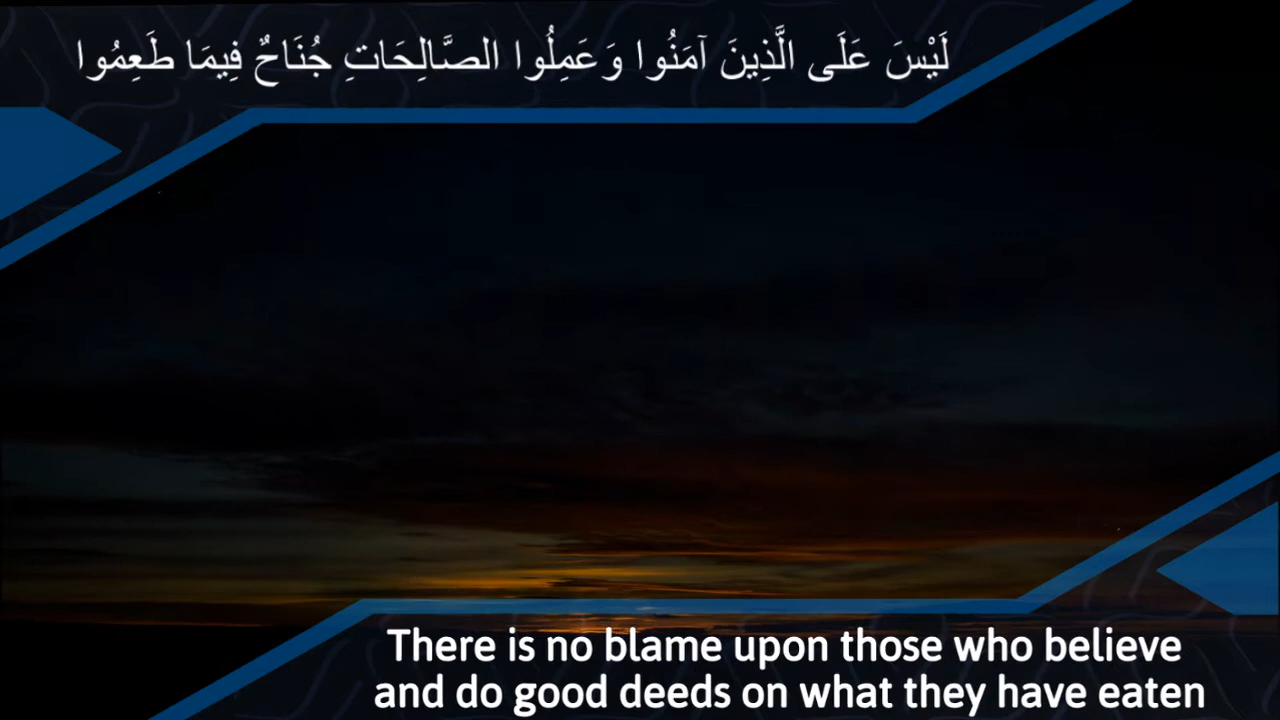 لَيْسَ عَلَى الَّذِينَ آمَنُوا وَعَمِلُوا الصَّالِحَاتِ جُنَاحٌ فِيمَا طَعِمُوا
There is no blame upon those who believe
and do good deeds on what they have eaten